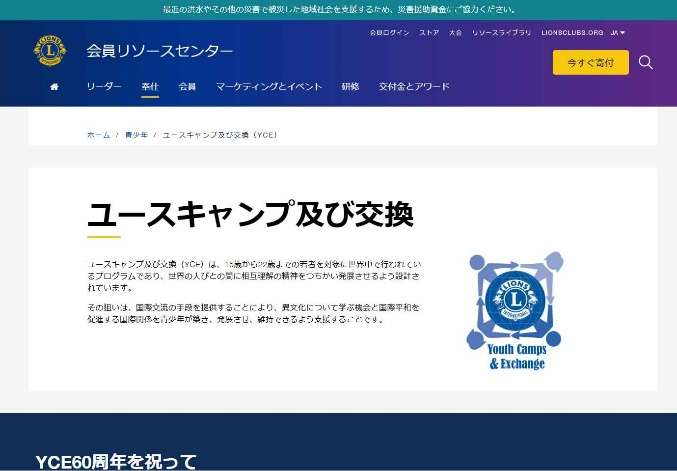 最近の洪水やその他の災害で被災した地域社会を支援するため、災害援助資金にご協力ください。
会員ログイン ストア 大会 リソースライブラリ LIONSCLUBS.ORG JA
会員リソースセンター
今すぐ寄付
リーダー 奉仕 会員 マーケティングとイベント 研修 交付金とアワード
ホーム / 青少年 / ユースキャンプ及び交換（YCE）
ユースキャンプ及び交換
ユースキャンプ及び交換（YCE）は、15歳から22歳までの若者を対象に世界中で行われてい
るプログラムであり、世界の人びとの間に相互理解の精神をつちかい発展させるよう設計さ
れています。
その狙いは、国際交流の手段を提供することにより、異文化について学ぶ機会と国際平和を
促進する国際関係を青少年が築き、発展させ、維持できるよう支援することです。
LIONS
L
INTERNATIONAL
Youth Camps
& Exchange
YCE60周年を祝って